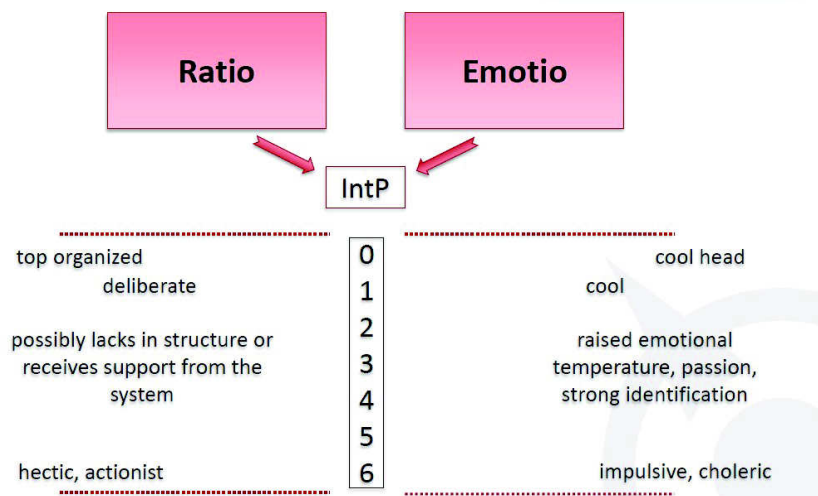 Ratio
Emotio
IntP
top organized
0
cool head
deliberate
1
cool
2
possibly lacks in structure or
receives support from the
system
3
raised emotional
temperature, passion,
strong identification
4
5
hectic, actionist
6
impulsive, choleric